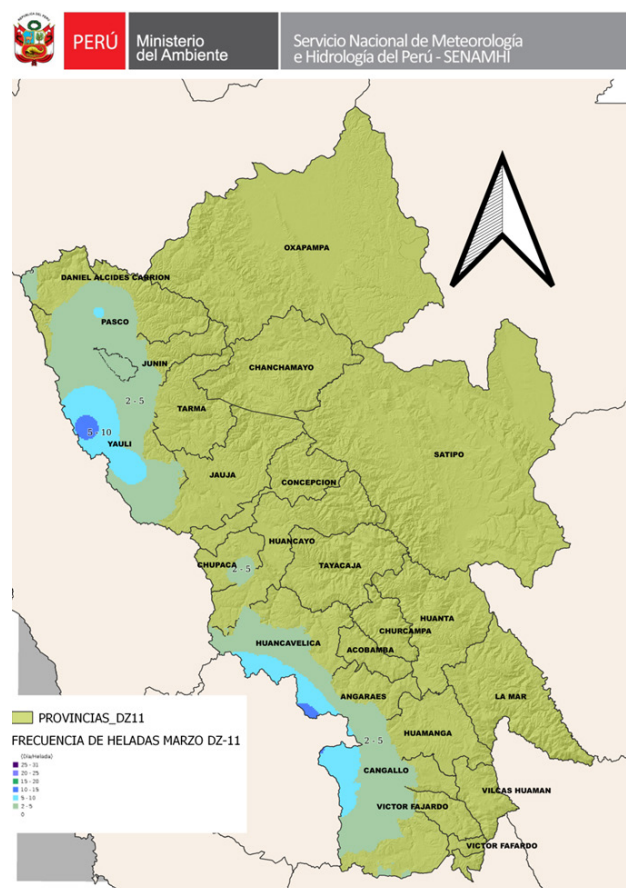 PERÚ
Ministerio
del Ambiente
Servicio Nacional de Meteorología
e Hidrología del Perú - SENAMHI
OXAPAMPA
DANIEL ALCIDES CARRION
PASCO
JUNIN
CHANCHAMAYO
2 - 5
TARMA
5 - 10
YAULI
SATIPO
JAUJA
CONCEPCION
HUANCAYO
CHUPACA
2 - 5
TAYACAJA
HUANTA
CHURCAMPA
HUANCAVELICA
ACOBAMBA
ANGARAES
LA MAR
HUAMANGA
2 - 5
CANGALLO
VILCAS HUAMAN
VICTOR FAJARDO
VICTOR FAFARDO
PROVINCIAS_DZ11
FRECUENCIA DE HELADAS MARZO DZ-11
(Dia/Helada)
25 - 31
20 - 25
15 - 20
10 - 15
5 - 10
2 - 5
0